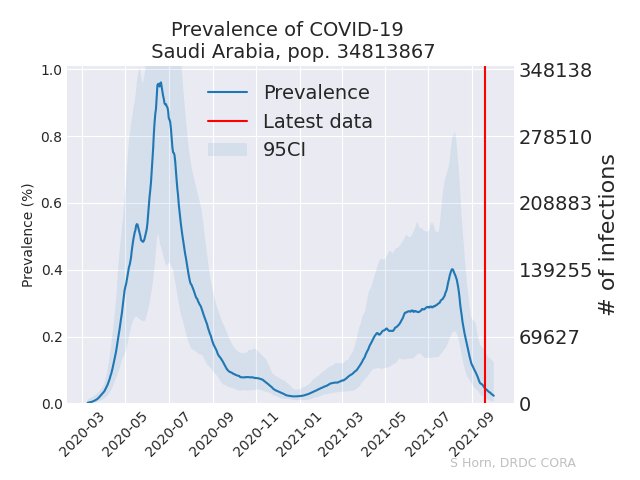 Prevalence of COVID-19
Saudi Arabia, pop. 34813867
Prevalence
Latest data
95CI
Prevalence (%)
1.0
0.8
0.6
0.4
0.2
0.0
348138
278510
208883
139255
69627
0
# of infections
2020-03
2020-05
2020-07
2020-09
2020-11
2021-01
2021-03
2021-05
2021-07
2021-09
S Horn, DRDC CORA